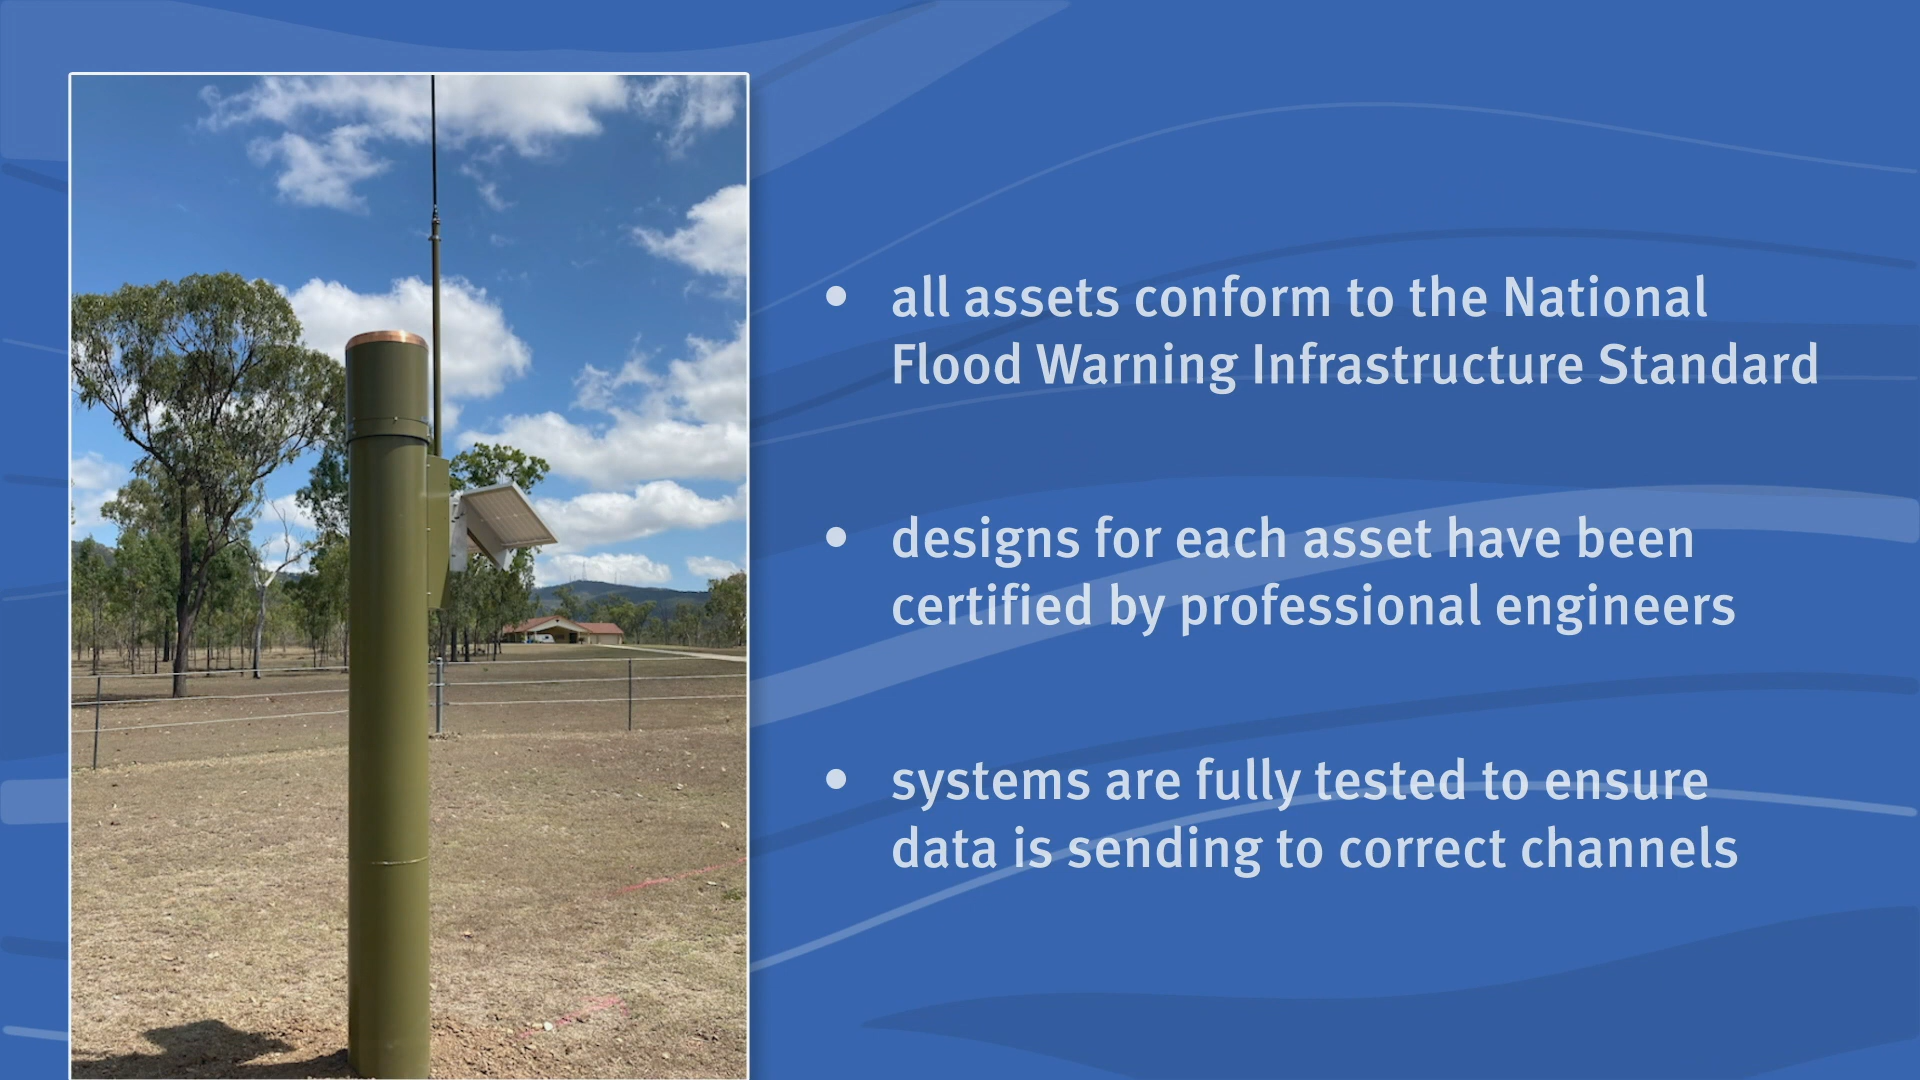 • all assets conform to the National
Flood Warning Infrastructure Standard
• designs for each asset have been
certified by professional engineers
• systems are fully tested to ensure
data is sending to correct channels